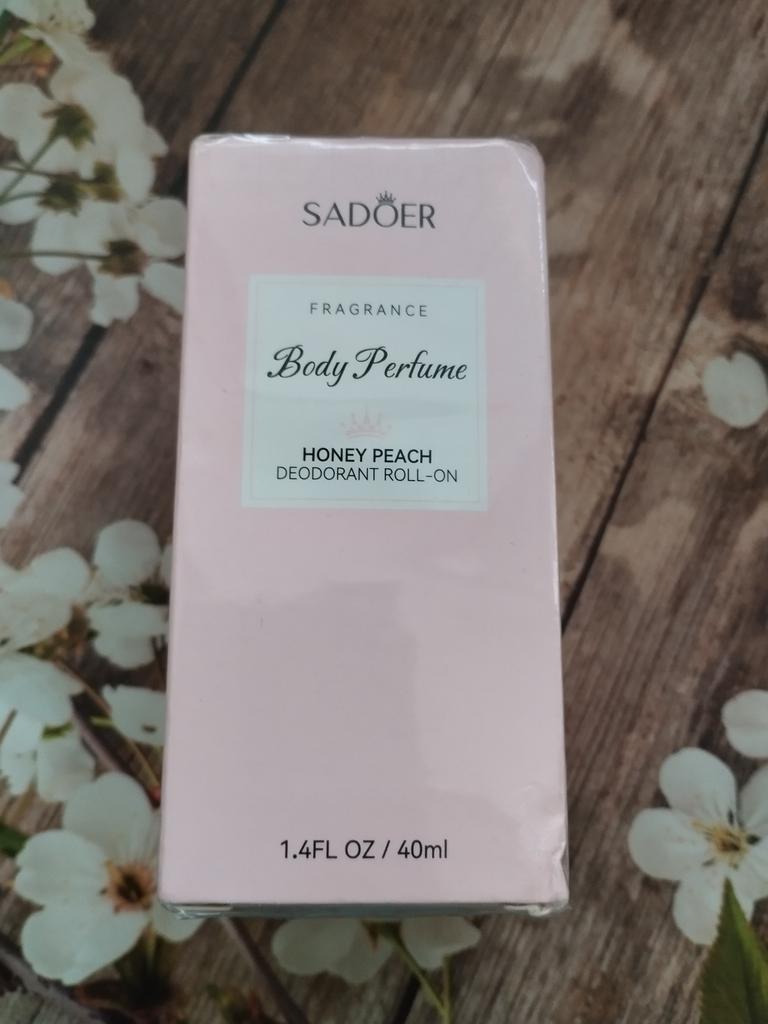 SADOER
FRAGRANCE
Body Perfume
HONEY PEACH
DEODORANT ROLL-ON
1.4FL OZ / 40ml